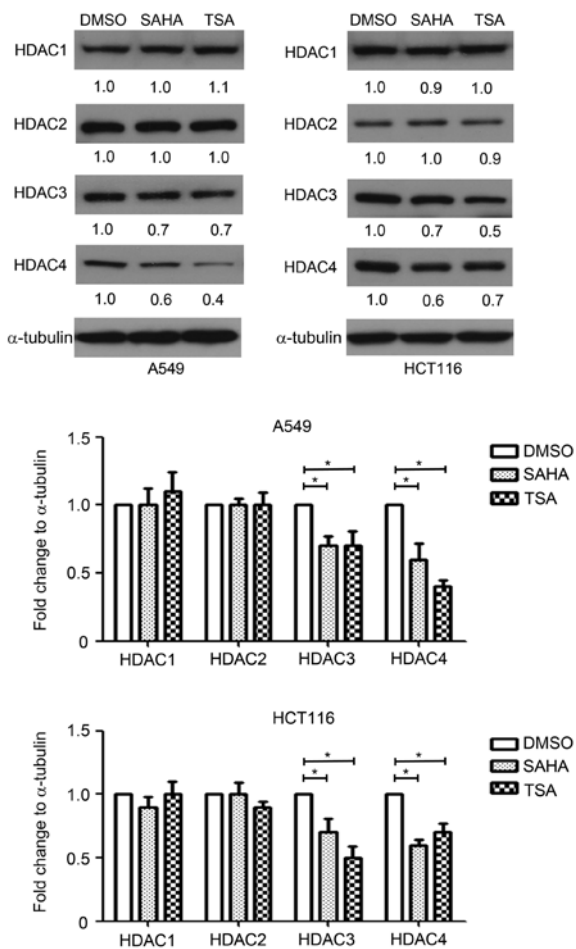 DMSO SAHA TSA
HDAC1
1.0 1.0 1.1
HDAC2
1.0 1.0 1.0
HDAC3
1.0 0.7 0.7
HDAC4
1.0 0.6 0.4
α-tubulin
A549
DMSO SAHA TSA
HDAC1
1.0 0.9 1.0
HDAC2
1.0 1.0 0.9
HDAC3
1.0 0.7 0.5
HDAC4
1.0 0.6 0.7
α-tubulin
HCT116
A549
Fold change to α-tubulin
1.5
1.0
0.5
0
* *
* *
HDAC1 HDAC2 HDAC3 HDAC4
DMSO
SAHA
TSA
HCT116
Fold change to α-tubulin
1.5
1.0
0.5
0
* *
* *
HDAC1 HDAC2 HDAC3 HDAC4
DMSO
SAHA
TSA